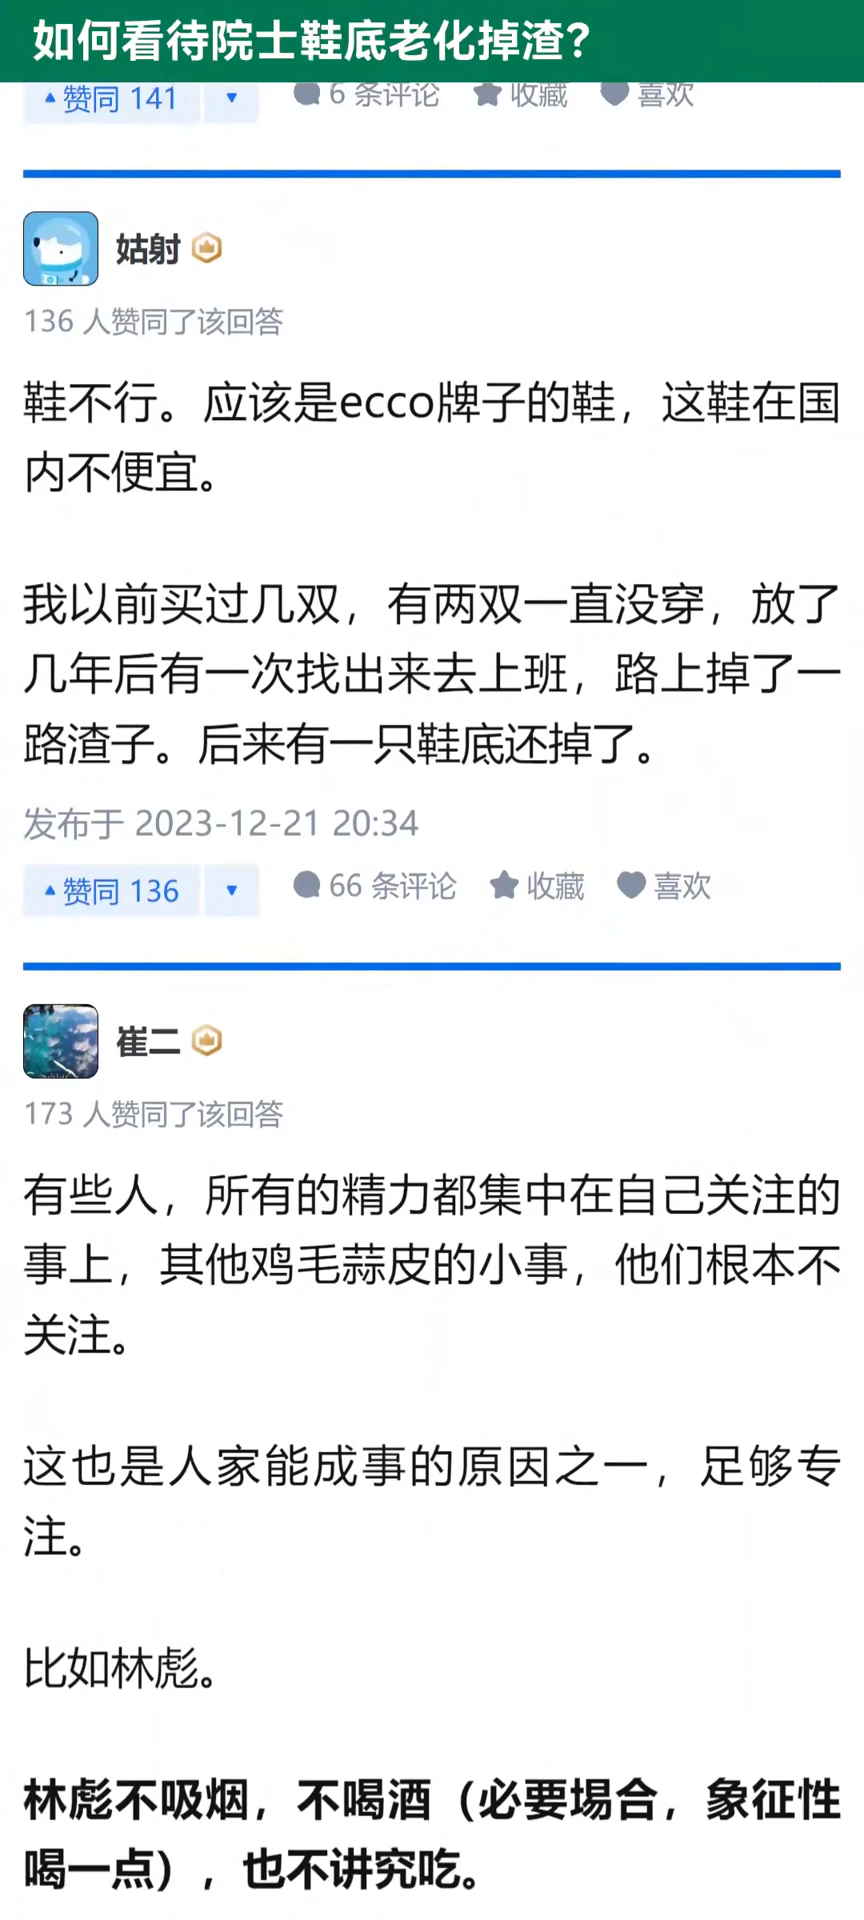 如何看待院士鞋底老化掉渣？
赞同 141
6 条评论
收藏
喜欢
姑射
136 人赞同了该回答
鞋不行。应该是ecco牌子的鞋，这鞋在国
内不便宜。
我以前买过几双，有两双一直没穿，放了
几年后有一次找出来去上班，路上掉了一
路渣子。后来有一只鞋底还掉了。
发布于 2023-12-21 20:34
赞同 136
66 条评论
收藏
喜欢
崔二
173 人赞同了该回答
有些人，所有的精力都集中在自己关注的
事上，其他鸡毛蒜皮的小事，他们根本不
关注。
这也是人家能成事的原因之一，足够专
注。
比如林彪。
林彪不吸烟，不喝酒（必要場合，象征性
喝一点），也不讲究吃。